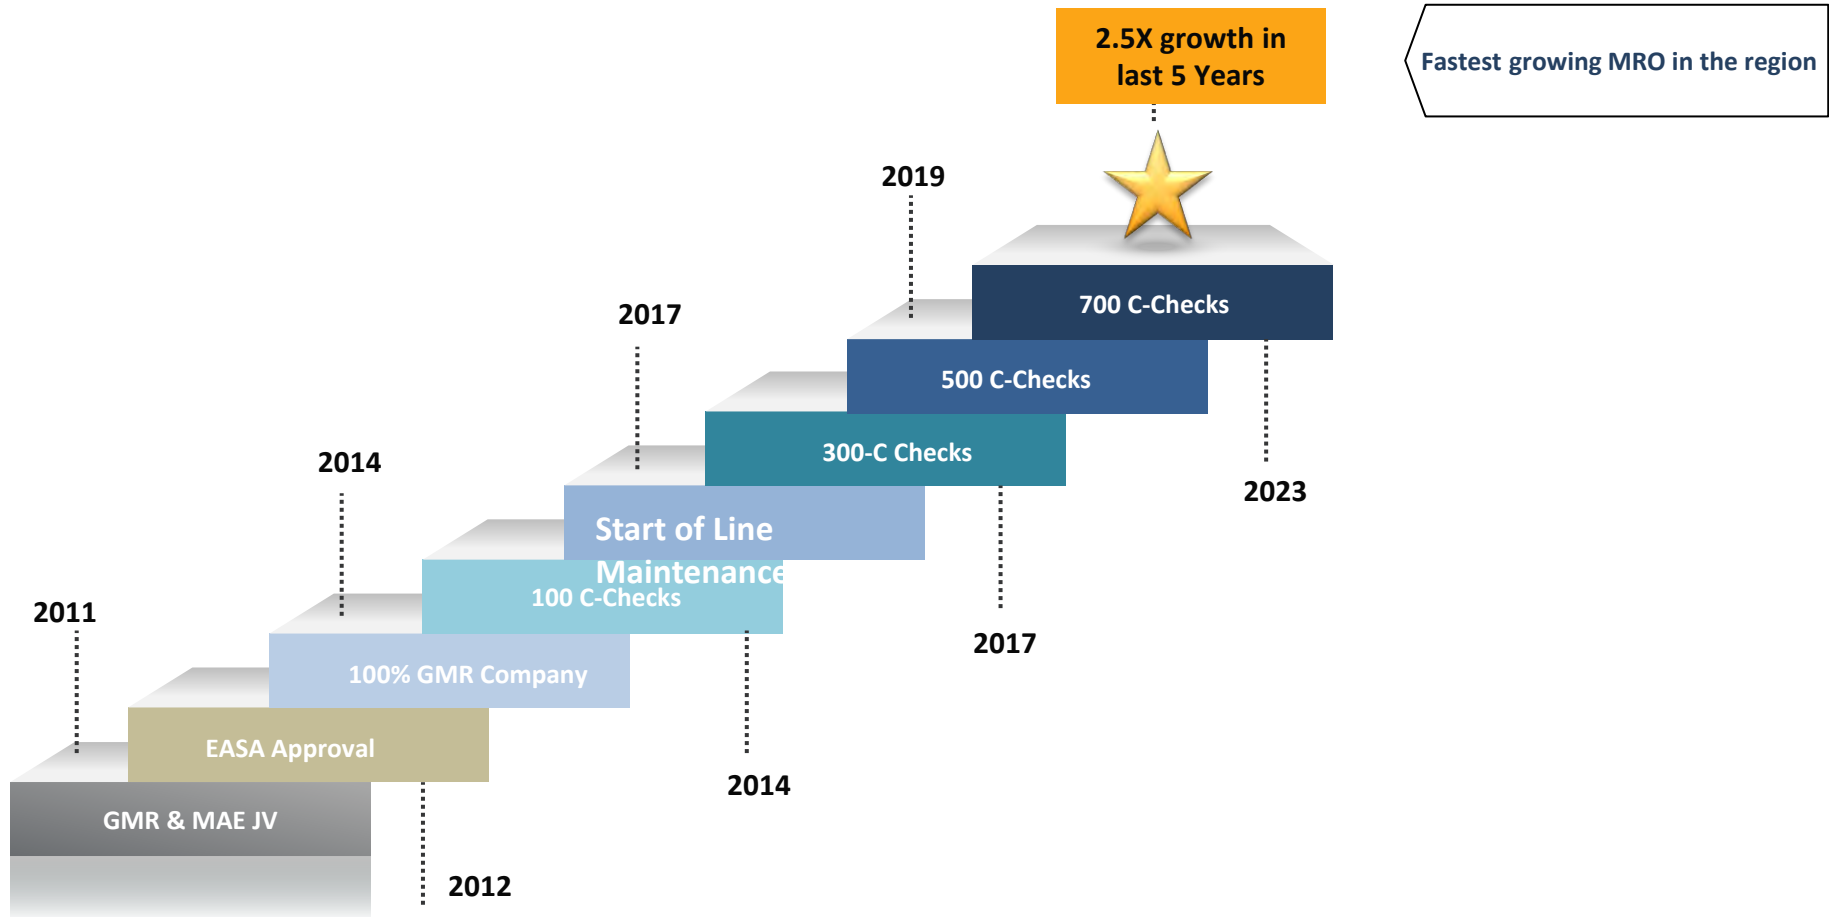 2.5X growth in
last 5 Years
Fastest growing MRO in the region
2019
700 C-Checks
2017
500 C-Checks
300-C Checks
2014
2023
Start of Line
Maintenance
100 C-Checks
2011
2017
100% GMR Company
EASA Approval
2014
GMR & MAE JV
2012